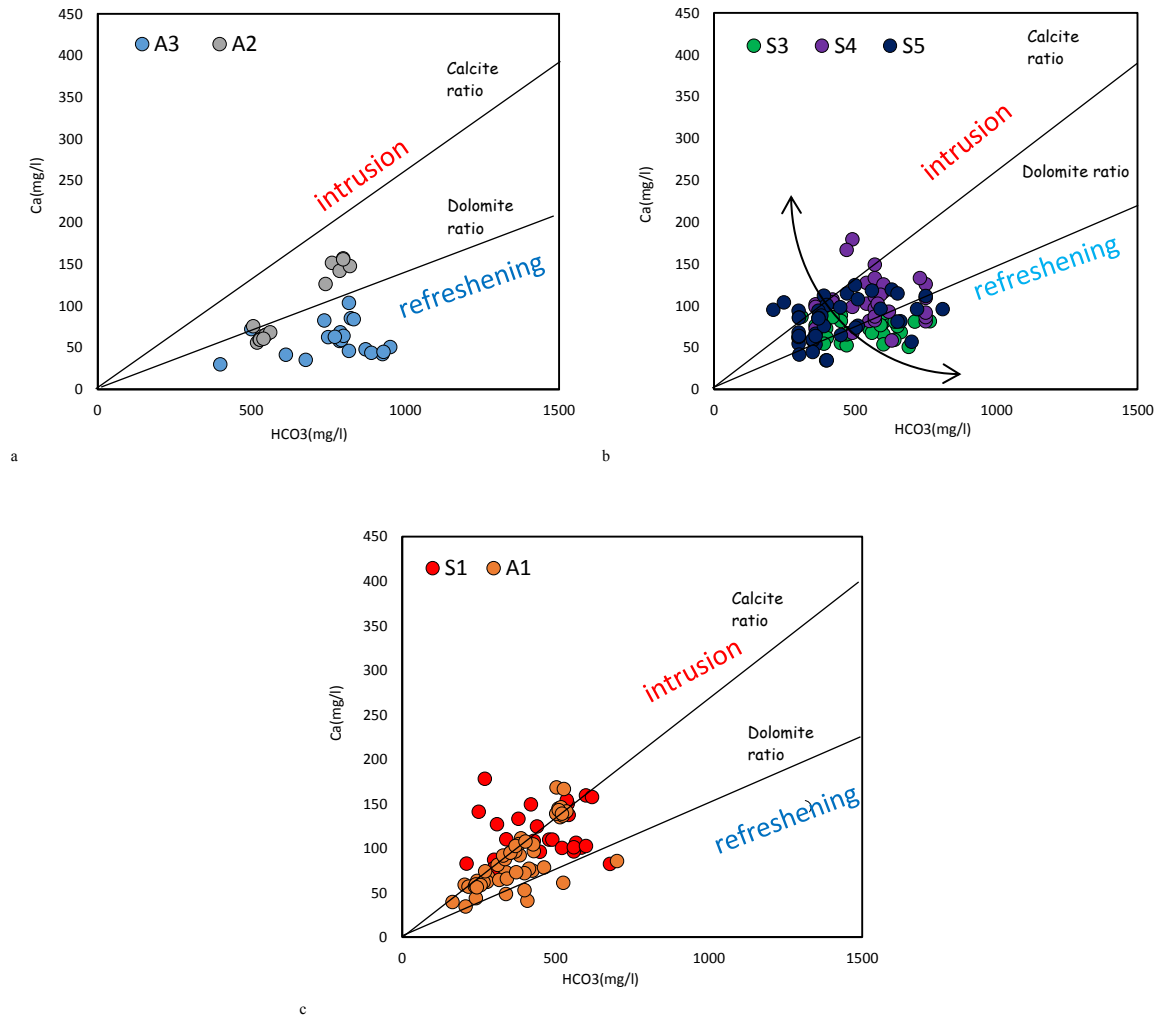 450
400
350
300
250
200
150
100
50
0
Ca(mg/l)
A3 A2
Calcite
ratio
intrusion
Dolomite
ratio
refreshening
0 500 1000 1500
HCO3(mg/l)
a
450
400
350
300
250
200
150
100
50
0
Ca(mg/l)
S3 S4 S5
Calcite
ratio
intrusion
Dolomite ratio
refreshening
0 500 1000 1500
HCO3(mg/l)
b
450
400
350
300
250
200
150
100
50
0
Ca(mg/l)
S1 A1
Calcite
ratio
intrusion
Dolomite
ratio
refreshening
0 500 1000 1500
HCO3(mg/l)
c